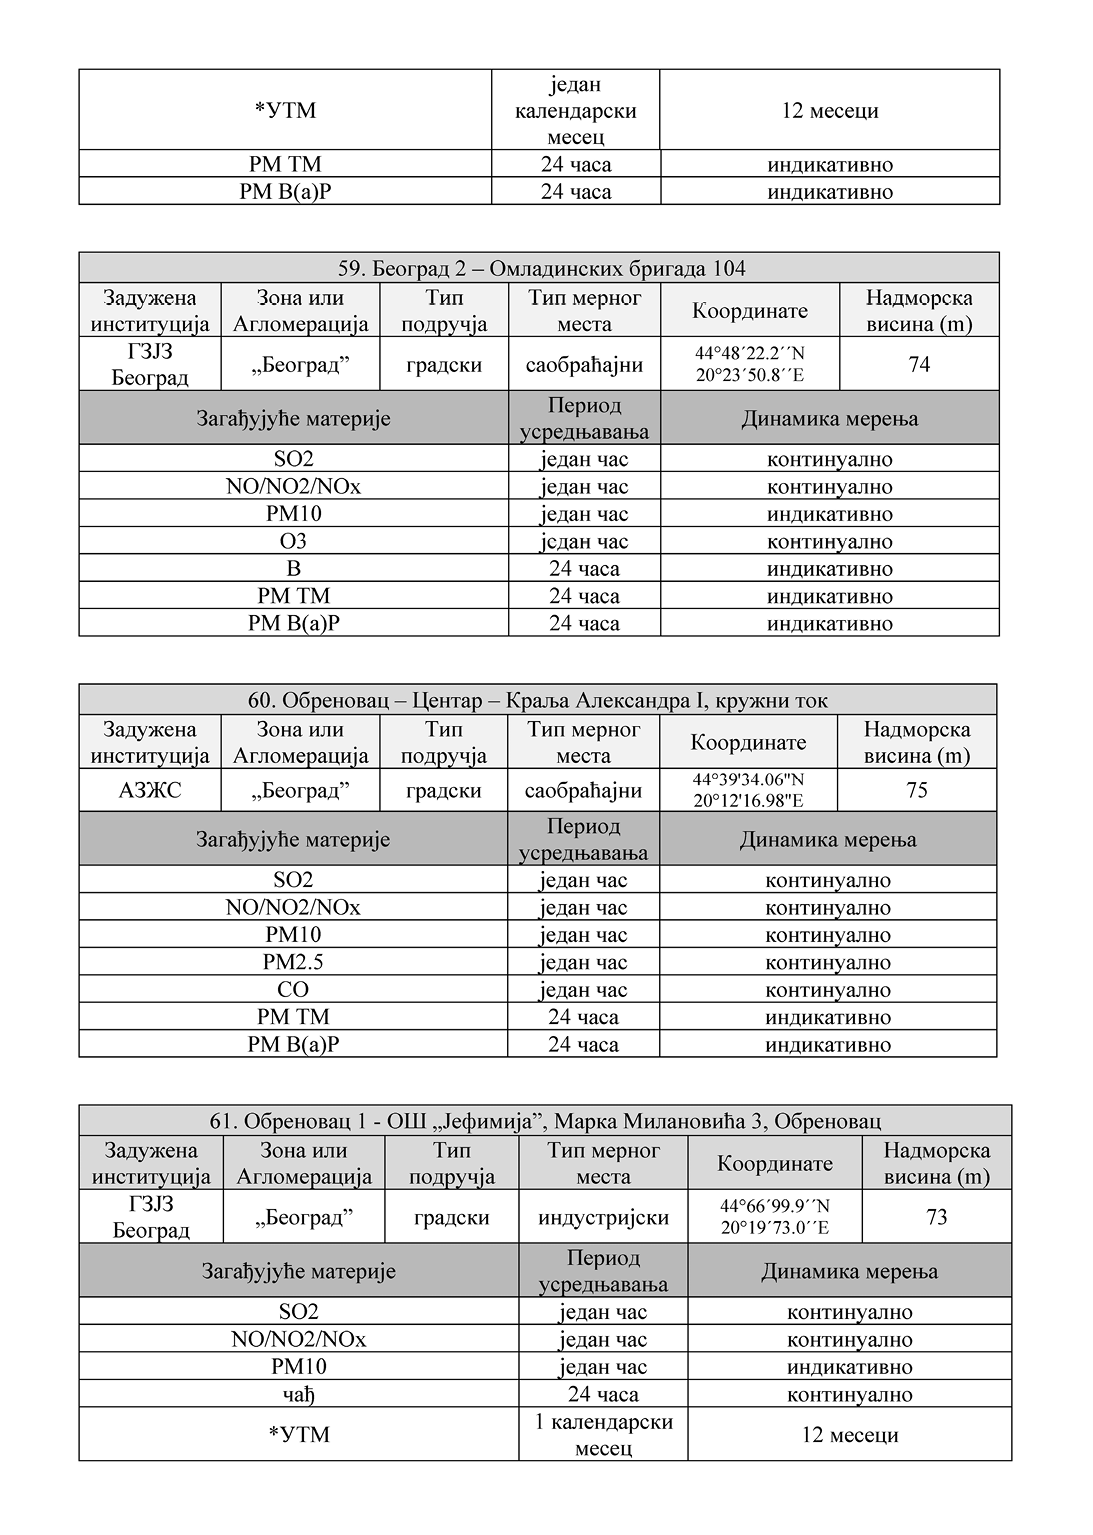 *УТМ
један
календарски
месец
12 месеци
PM TM 24 часа индикативно
PM B(a)P 24 часа индикативно
59. Београд 2 – Омладинских бригада 104
Задужена институција Зона или Агломерација Тип подручја Тип мерног места Координате Надморска висина (m)
ГЗЈЗ Београд „Београд” градски саобраћајни 44°48´22.2´´N 20°23´50.8´´E 74
Загађујуће материје Период усредњавања Динамика мерења
SO2 један час континуално
NO/NO2/NOx један час континуално
PM10 један час индикативно
O3 јсдан час континуално
B 24 часа индикативно
PM TM 24 часа индикативно
PM B(a)P 24 часа индикативно
60. Обреновац – Центар – Краља Александра I, кружни ток
Задужена институција Зона или Агломерација Тип подручја Тип мерног места Координате Надморска висина (m)
АЗЖС „Београд” градски саобраћајни 44°39'34.06"N 20°12'16.98"E 75
Загађујуће материје Период усредњавања Динамика мерења
SO2 један час континуално
NO/NO2/NOx један час континуално
PM10 један час континуално
PM2.5 један час континуално
CO један час континуално
PM TM 24 часа индикативно
PM B(a)P 24 часа индикативно
61. Обреновац 1 - ОШ „Јефимија”, Марка Милановића 3, Обреновац
Задужена институција Зона или Агломерација Тип подручја Тип мерног места Координате Надморска висина (m)
ГЗЈЗ Београд „Београд” градски индустријски 44°66´99.9´´N 20°19´73.0´´E 73
Загађујуће материје Период усредњавања Динамика мерења
SO2 један час континуално
NO/NO2/NOx један час континуално
PM10 један час индикативно
чађ 24 часа континуално
*УТМ 1 календарски месец 12 месеци